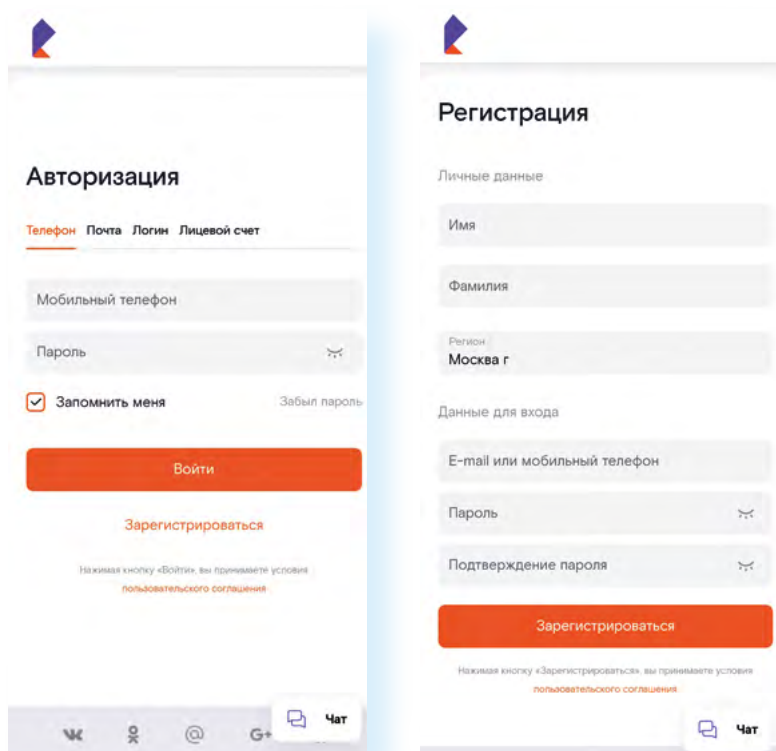 Авторизация
Телефон Почта Логин Лицевой счет
Мобильный телефон
Пароль
Запомнить меня Забыл пароль
Войти
Зарегистрироваться
Нажимая кнопку «Войти», вы принимаете условия
пользовательского соглашения
G+
Чат
Регистрация
Личные данные
Имя
Фамилия
Регион
Москва г
Данные для входа
E-mail или мобильный телефон
Пароль
Подтверждение пароля
Зарегистрироваться
Нажимая кнопку «Зарегистрироваться», вы принимаете условия
пользовательского соглашения
Чат